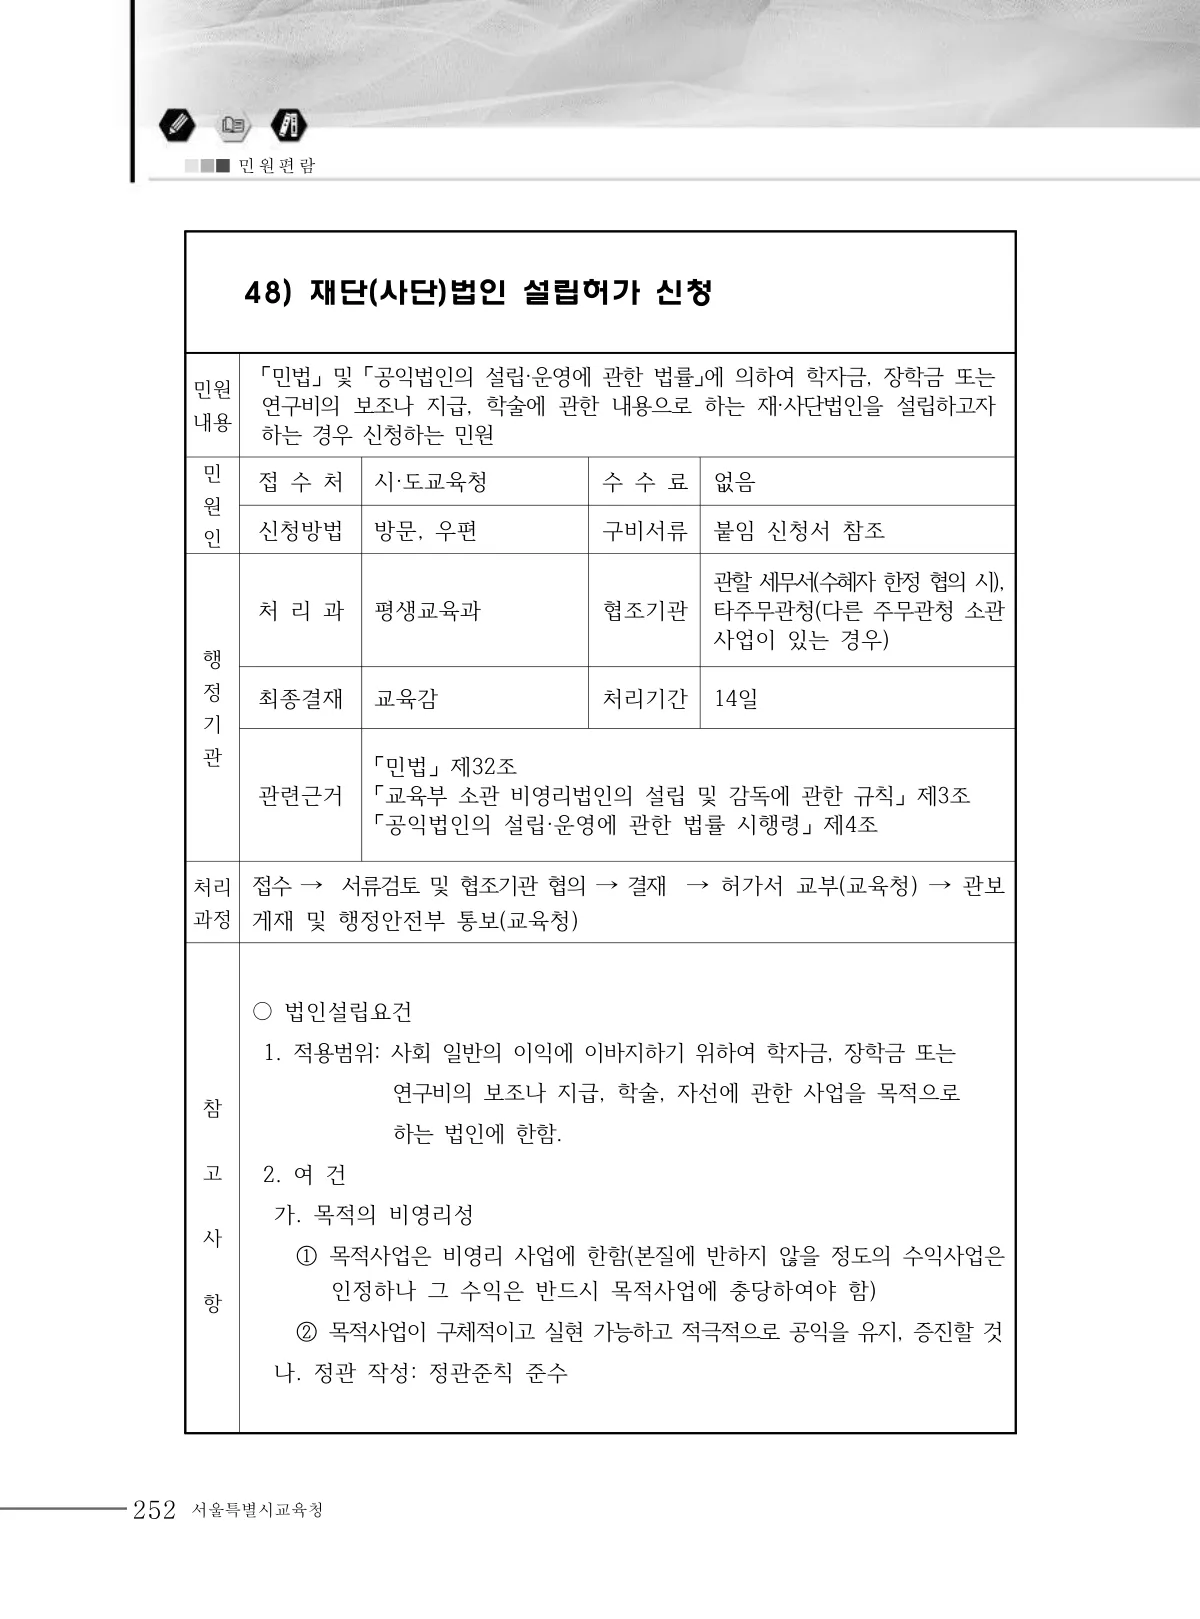 민원편람
48) 재단(사단)법인 설립허가 신청
민원
내용
「민법」 및 「공익법인의 설립·운영에 관한 법률」에 의하여 학자금, 장학금 또는
연구비의 보조나 지급, 학술에 관한 내용으로 하는 재·사단법인을 설립하고자
하는 경우 신청하는 민원
민
원
인
접 수 처 시·도교육청 수 수 료 없음
신청방법 방문, 우편 구비서류 붙임 신청서 참조
행
정
기
관
처 리 과 평생교육과 협조기관
관할 세무서(수혜자 한정 협의 시),
타주무관청(다른 주무관청 소관
사업이 있는 경우)
최종결재 교육감 처리기간 14일
관련근거
「민법」 제32조
「교육부 소관 비영리법인의 설립 및 감독에 관한 규칙」 제3조
「공익법인의 설립·운영에 관한 법률 시행령」 제4조
처리
과정
접수 → 서류검토 및 협조기관 협의 → 결재 → 허가서 교부(교육청) → 관보
게재 및 행정안전부 통보(교육청)
참
고
사
항
○ 법인설립요건
1. 적용범위: 사회 일반의 이익에 이바지하기 위하여 학자금, 장학금 또는
연구비의 보조나 지급, 학술, 자선에 관한 사업을 목적으로
하는 법인에 한함.
2. 여 건
가. 목적의 비영리성
① 목적사업은 비영리 사업에 한함(본질에 반하지 않을 정도의 수익사업은
인정하나 그 수익은 반드시 목적사업에 충당하여야 함)
② 목적사업이 구체적이고 실현 가능하고 적극적으로 공익을 유지, 증진할 것
나. 정관 작성: 정관준칙 준수
252 서울특별시교육청